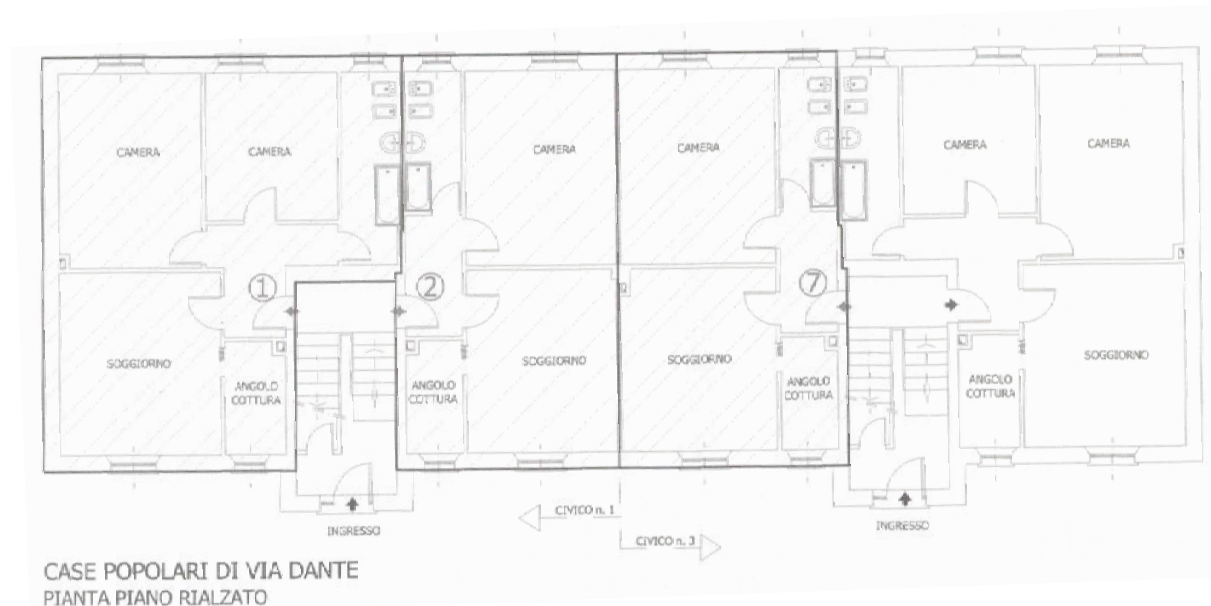 CAMERA
CAMERA
CAMERA
CAMERA
CAMERA
CAMERA
1
2
7
SOGGIORNO
ANGOLO
COTTURA
ANGOLO
COTTURA
SOGGIORNO
SOGGIORNO
ANGOLO
COTTURA
ANGOLO
COTTURA
SOGGIORNO
INGRESSO
CIVICO n. 1
CIVICO n. 3
INGRESSO
CASE POPOLARI DI VIA DANTE
PIANTA PIANO RIALZATO